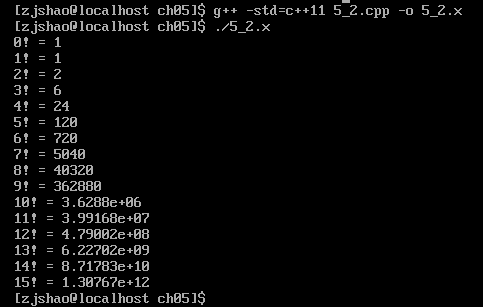 [zjshao@localhost ch05]$ g++ -std=c++11 5_2.cpp -o 5_2.x
[zjshao@localhost ch05]$ ./5_2.x
0! = 1
1! = 1
2! = 2
3! = 6
4! = 24
5! = 120
6! = 720
7! = 5040
8! = 40320
9! = 362880
10! = 3.6288e+06
11! = 3.99168e+07
12! = 4.79002e+08
13! = 6.22702e+09
14! = 8.71783e+10
15! = 1.30767e+12
[zjshao@localhost ch05]$